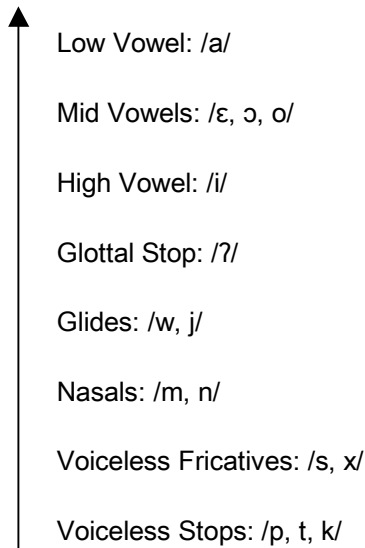 Low Vowel: /a/
Mid Vowels: /ɛ, ɔ, o/
High Vowel: /i/
Glottal Stop: /ʔ/
Glides: /w, j/
Nasals: /m, n/
Voiceless Fricatives: /s, x/
Voiceless Stops: /p, t, k/